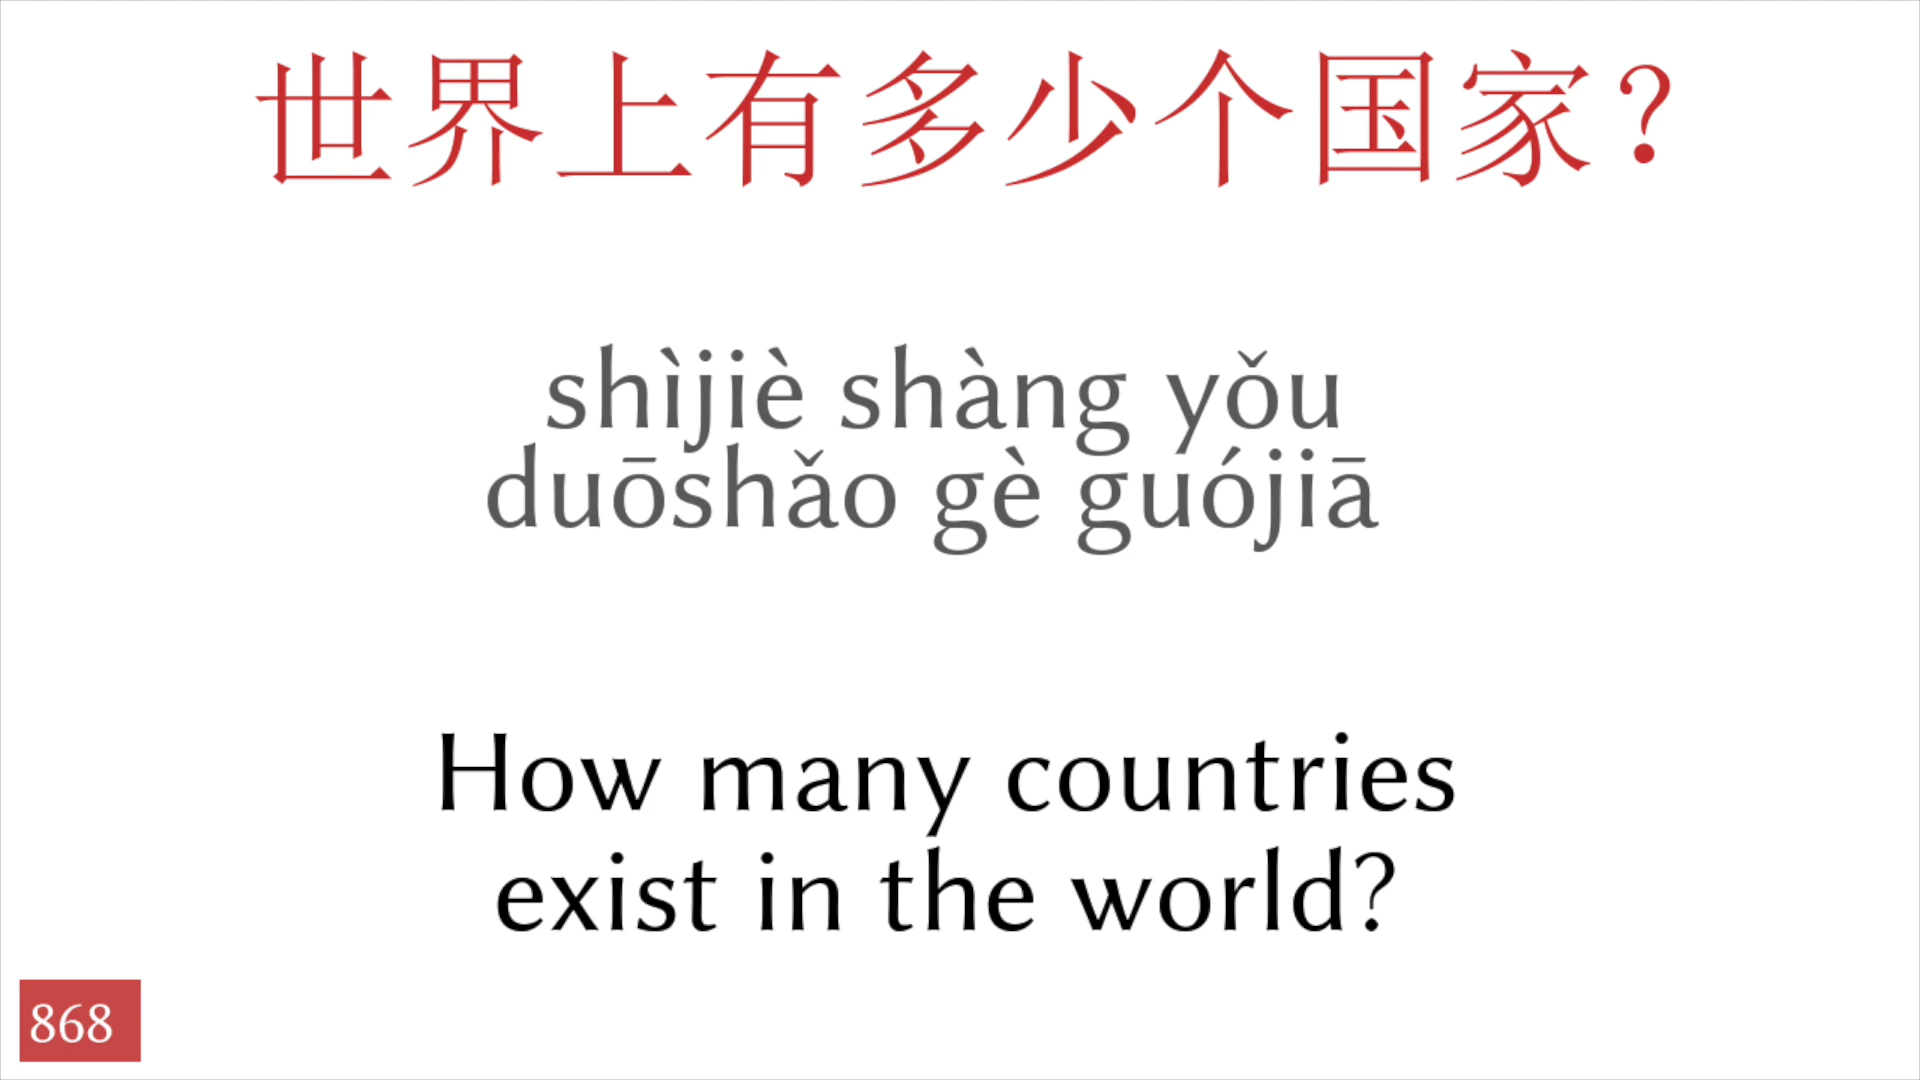 世界上有多少个国家？
shìjiè shàng yǒu
duōshǎo gè guójiā
How many countries
exist in the world?
868